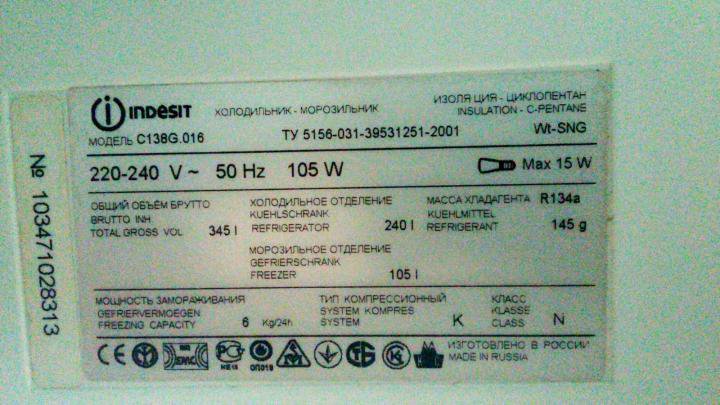 INDESIT
ХОЛОДИЛЬНИК - МОРОЗИЛЬНИК
ИЗОЛЯЦИЯ - ЦИКЛОПЕНТАН
INSULATION - C-PENTANE
МОДЕЛЬ C138G.016
ТУ 5156-031-39531251-2001
Wt-SNG
220-240 V ~ 50 Hz 105 W
Max 15 W
ОБЩИЙ ОБЪЁМ БРУТТО
BRUTTO INH.
TOTAL GROSS VOL 345 l
ХОЛОДИЛЬНОЕ ОТДЕЛЕНИЕ
KUEHLSCHRANK
REFRIGERATOR 240 l
МАССА ХЛАДАГЕНТА R134a
KUEHLMITTEL
REFRIGERANT 145 g
МОРОЗИЛЬНОЕ ОТДЕЛЕНИЕ
GEFRIERSCHRANK
FREEZER 105 l
МОЩНОСТЬ ЗАМОРАЖИВАНИЯ
GEFRIERVERMOEGEN
FREEZING CAPACITY 6 Kg/24h
ТИП КОМПРЕССИОННЫЙ
SYSTEM KOMPRES
SYSTEM K
КЛАСС
KLASSE
CLASS N
CE
ИЗГОТОВЛЕНО В РОССИИ
MADE IN RUSSIA
№ 103471028313